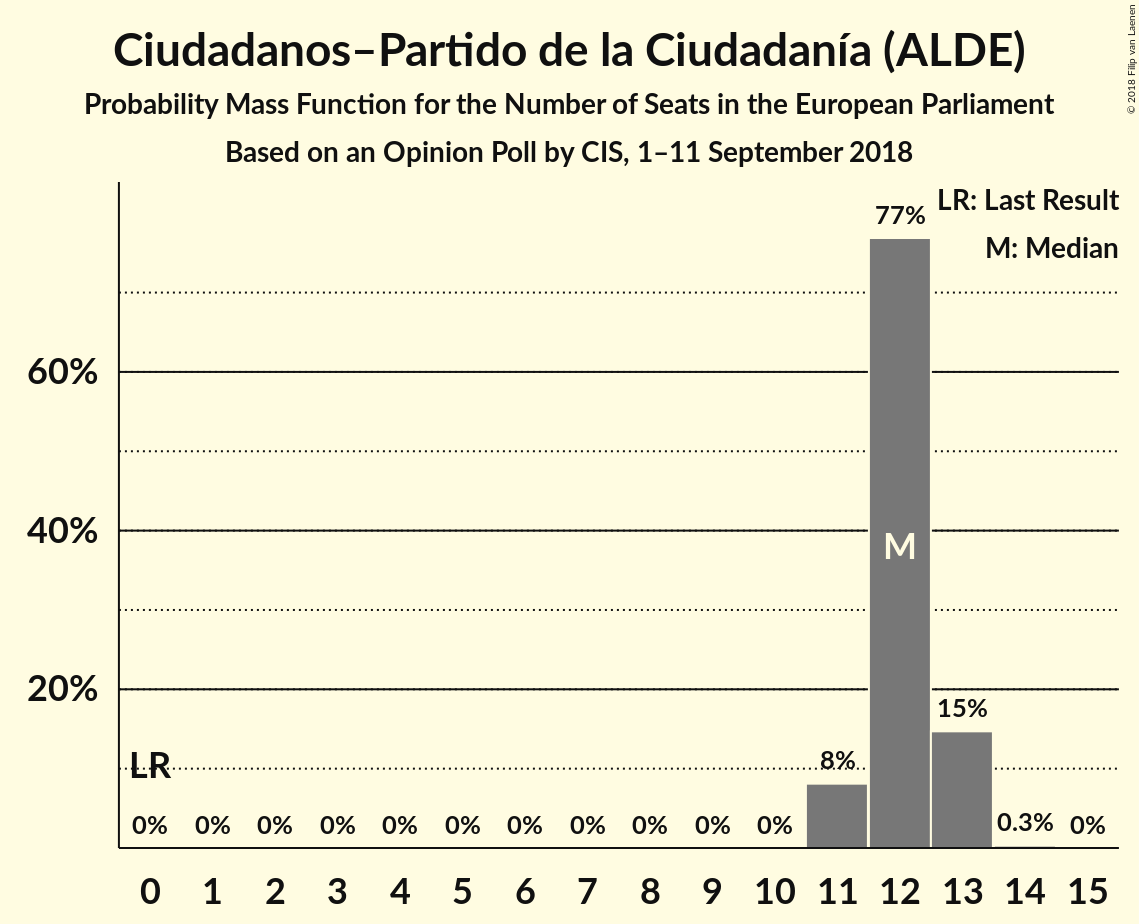 Ciudadanos–Partido de la Ciudadanía (ALDE)
Probability Mass Function for the Number of Seats in the European Parliament
Based on an Opinion Poll by CIS, 1–11 September 2018
© 2018 Filip van Laenen
LR: Last Result
M: Median
77%
60%
40%
M
20%
15%
LR
8%
0% 0% 0% 0% 0% 0% 0% 0% 0% 0% 0% 0.3% 0%
0 1 2 3 4 5 6 7 8 9 10 11 12 13 14 15